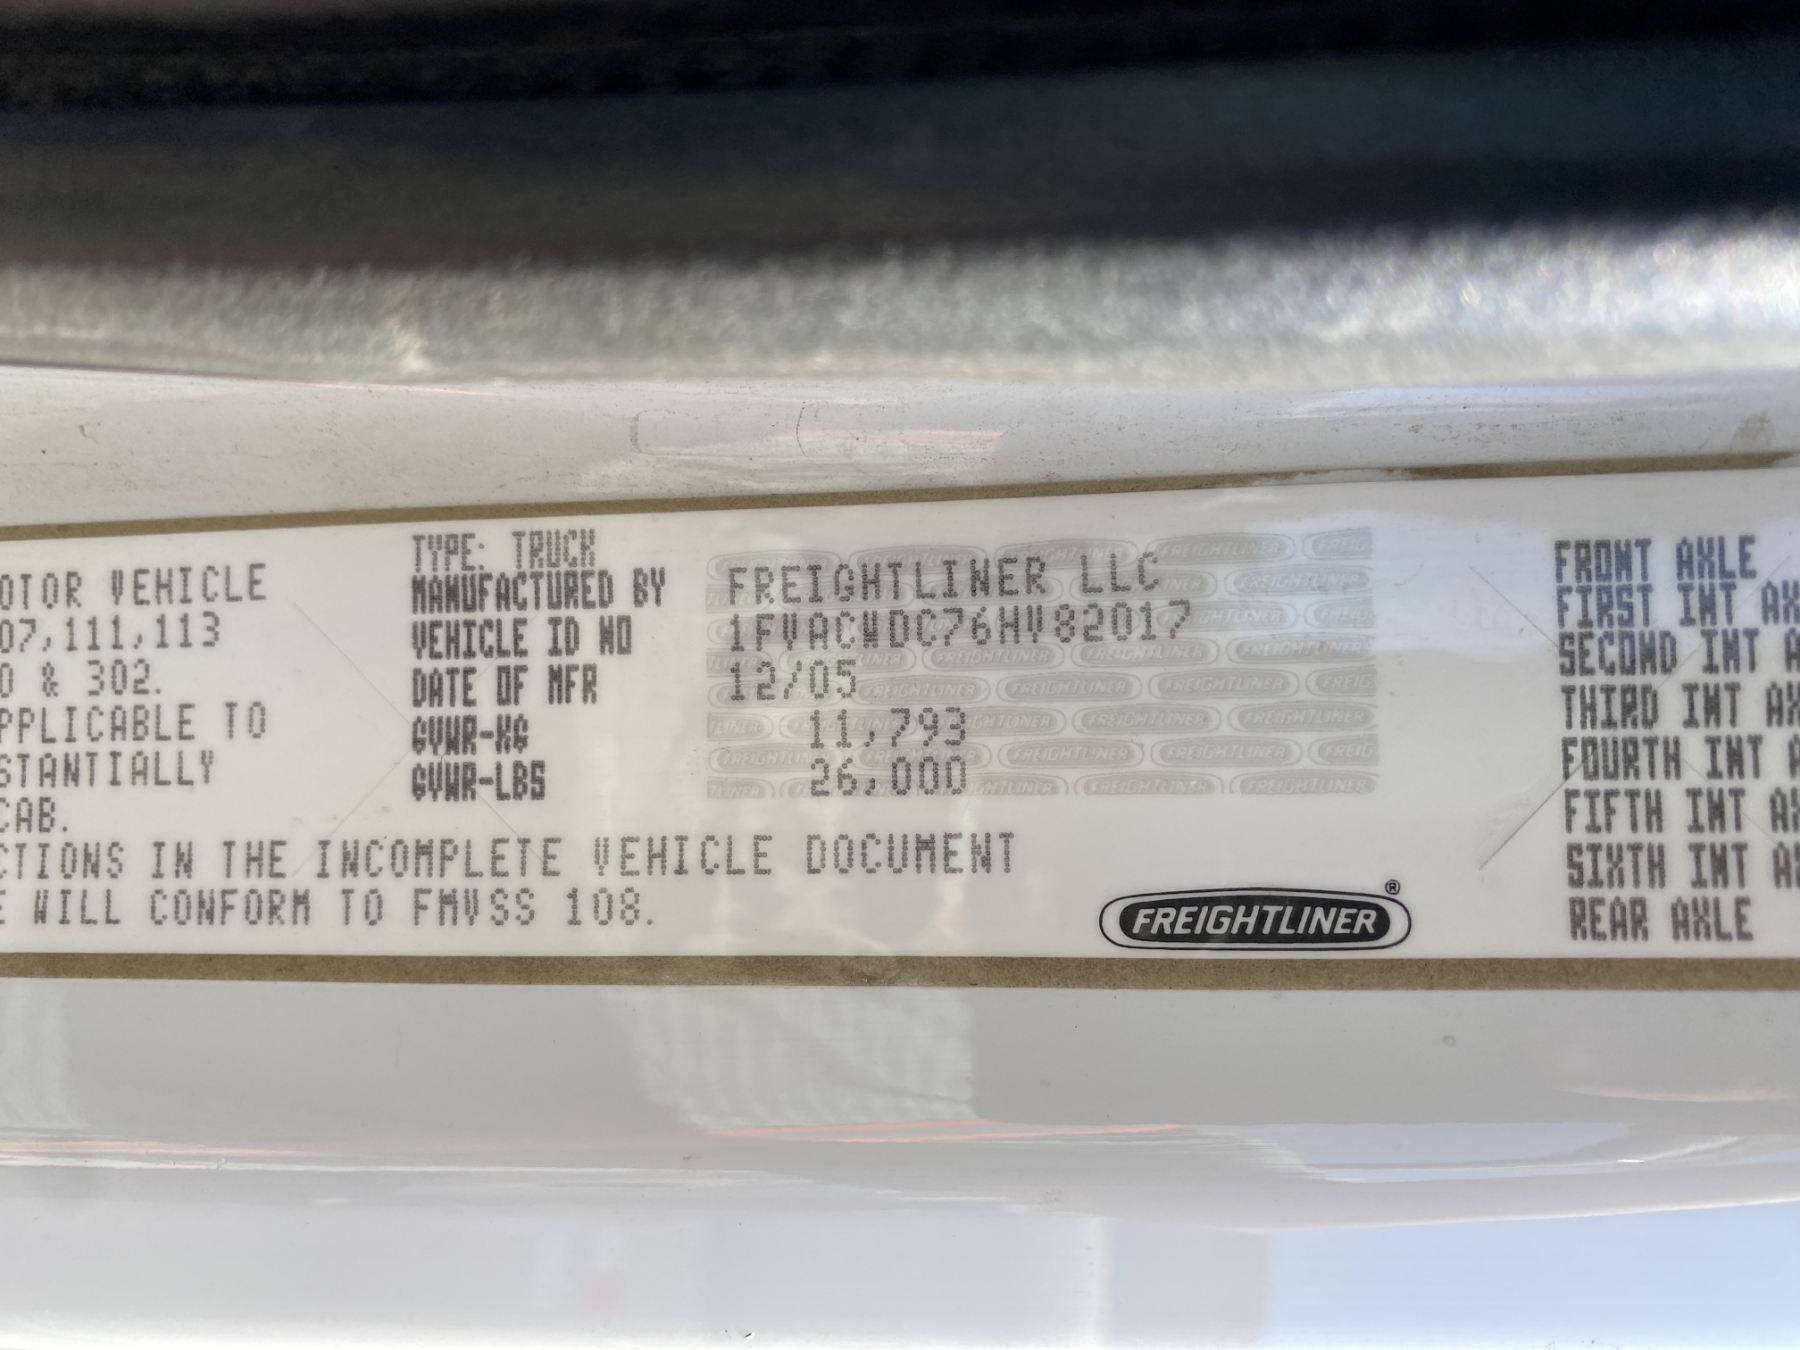 OTOR VEHICLE
07,111,113
0 & 302.
PPLICABLE TO
STANTIALLY
CAB.
CTIONS IN THE INCOMPLETE VEHICLE DOCUMENT
E WILL CONFORM TO FMVSS 108.
TYPE: TRUCK
MANUFACTURED BY FREIGHTLINER LLC
VEHICLE ID NO 1FVACWDC76HV82017
DATE OF MFR 12/05
GVWR-KG 11,793
GVWR-LBS 26,000
FREIGHTLINER®
FRONT AXLE
FIRST INT AX
SECOND INT A
THIRD INT AX
FOURTH INT A
FIFTH INT AX
SIXTH INT AX
REAR AXLE